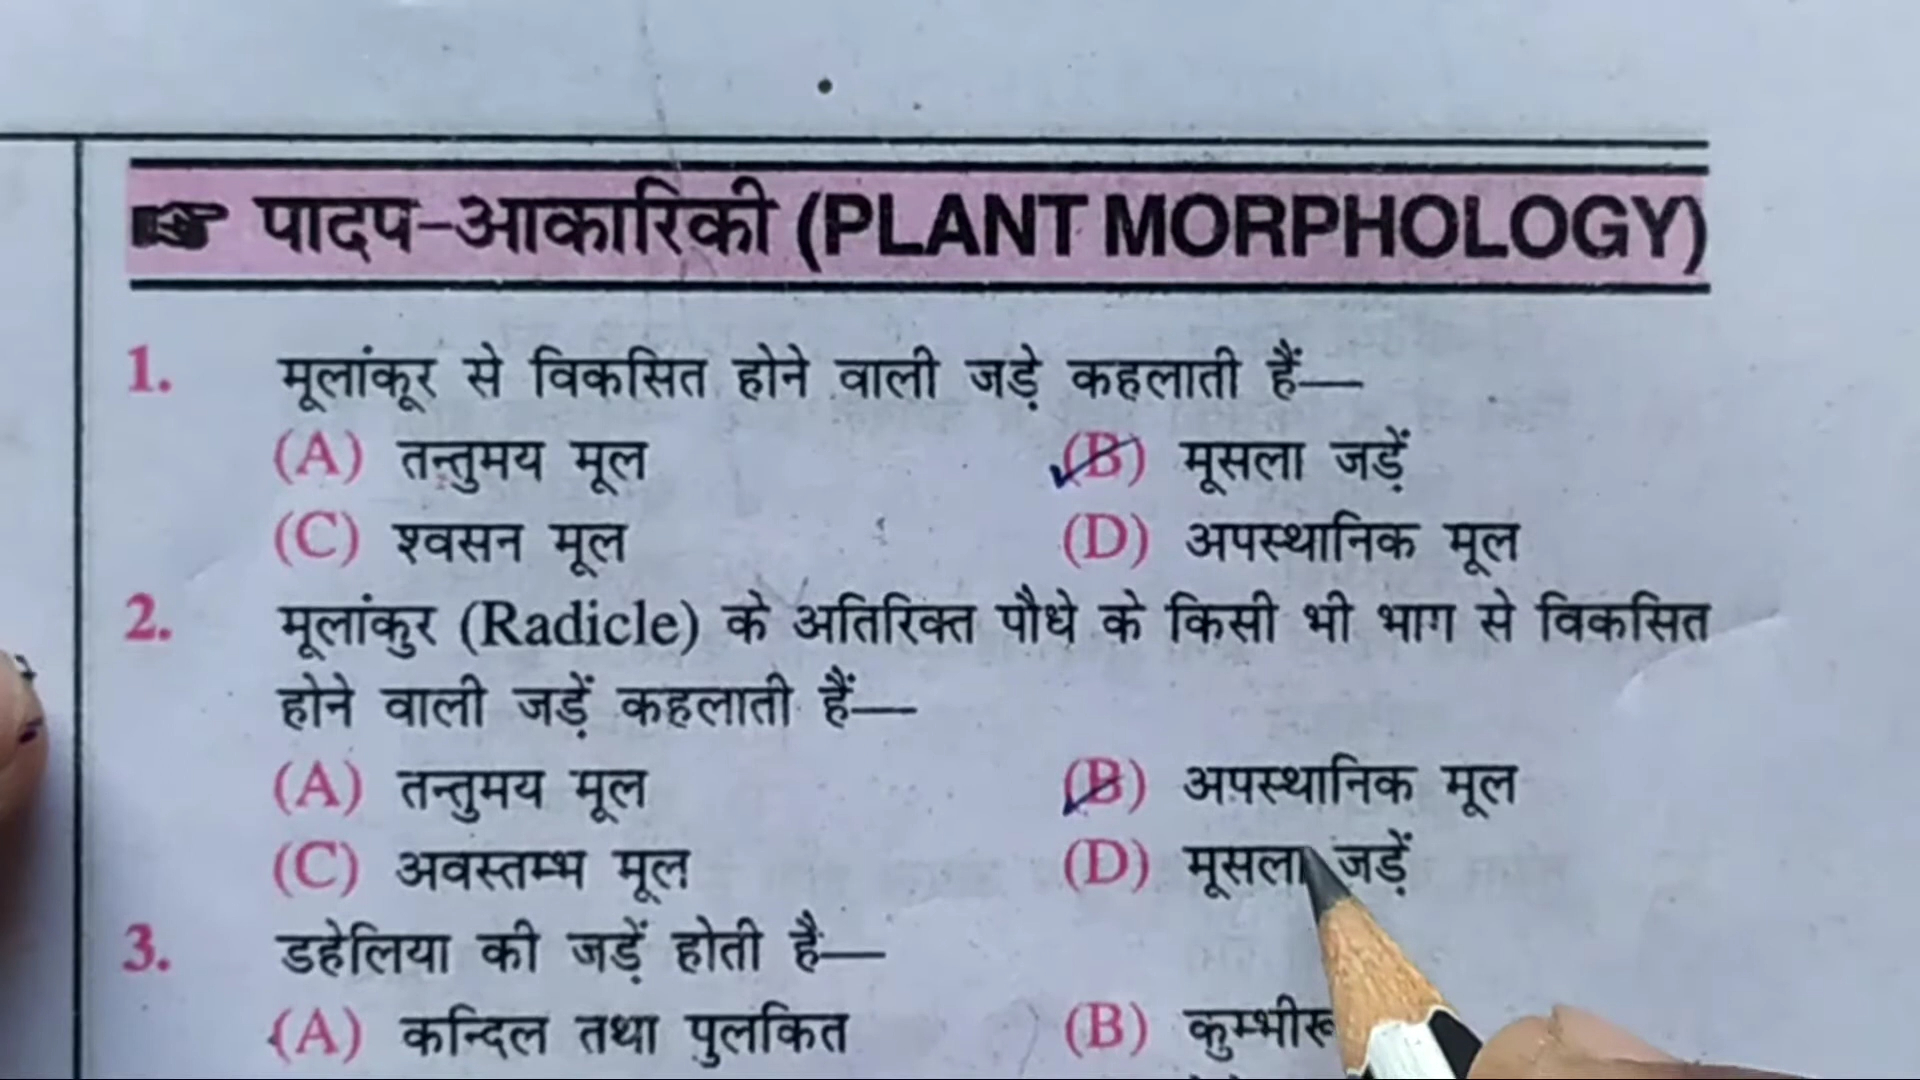 पादप-आकारिकी (PLANT MORPHOLOGY)
1. मूलांकूर से विकसित होने वाली जड़े कहलाती हैं—
(A) तन्तुमय मूल (B) मूसला जड़ें
(C) श्वसन मूल (D) अपस्थानिक मूल
2. मूलांकुर (Radicle) के अतिरिक्त पौधे के किसी भी भाग से विकसित
होने वाली जड़ें कहलाती हैं—
(A) तन्तुमय मूल (B) अपस्थानिक मूल
(C) अवस्तम्भ मूल (D) मूसला जड़ें
3. डहेलिया की जड़ें होती हैं—
(A) कन्दिल तथा पुलकित (B)